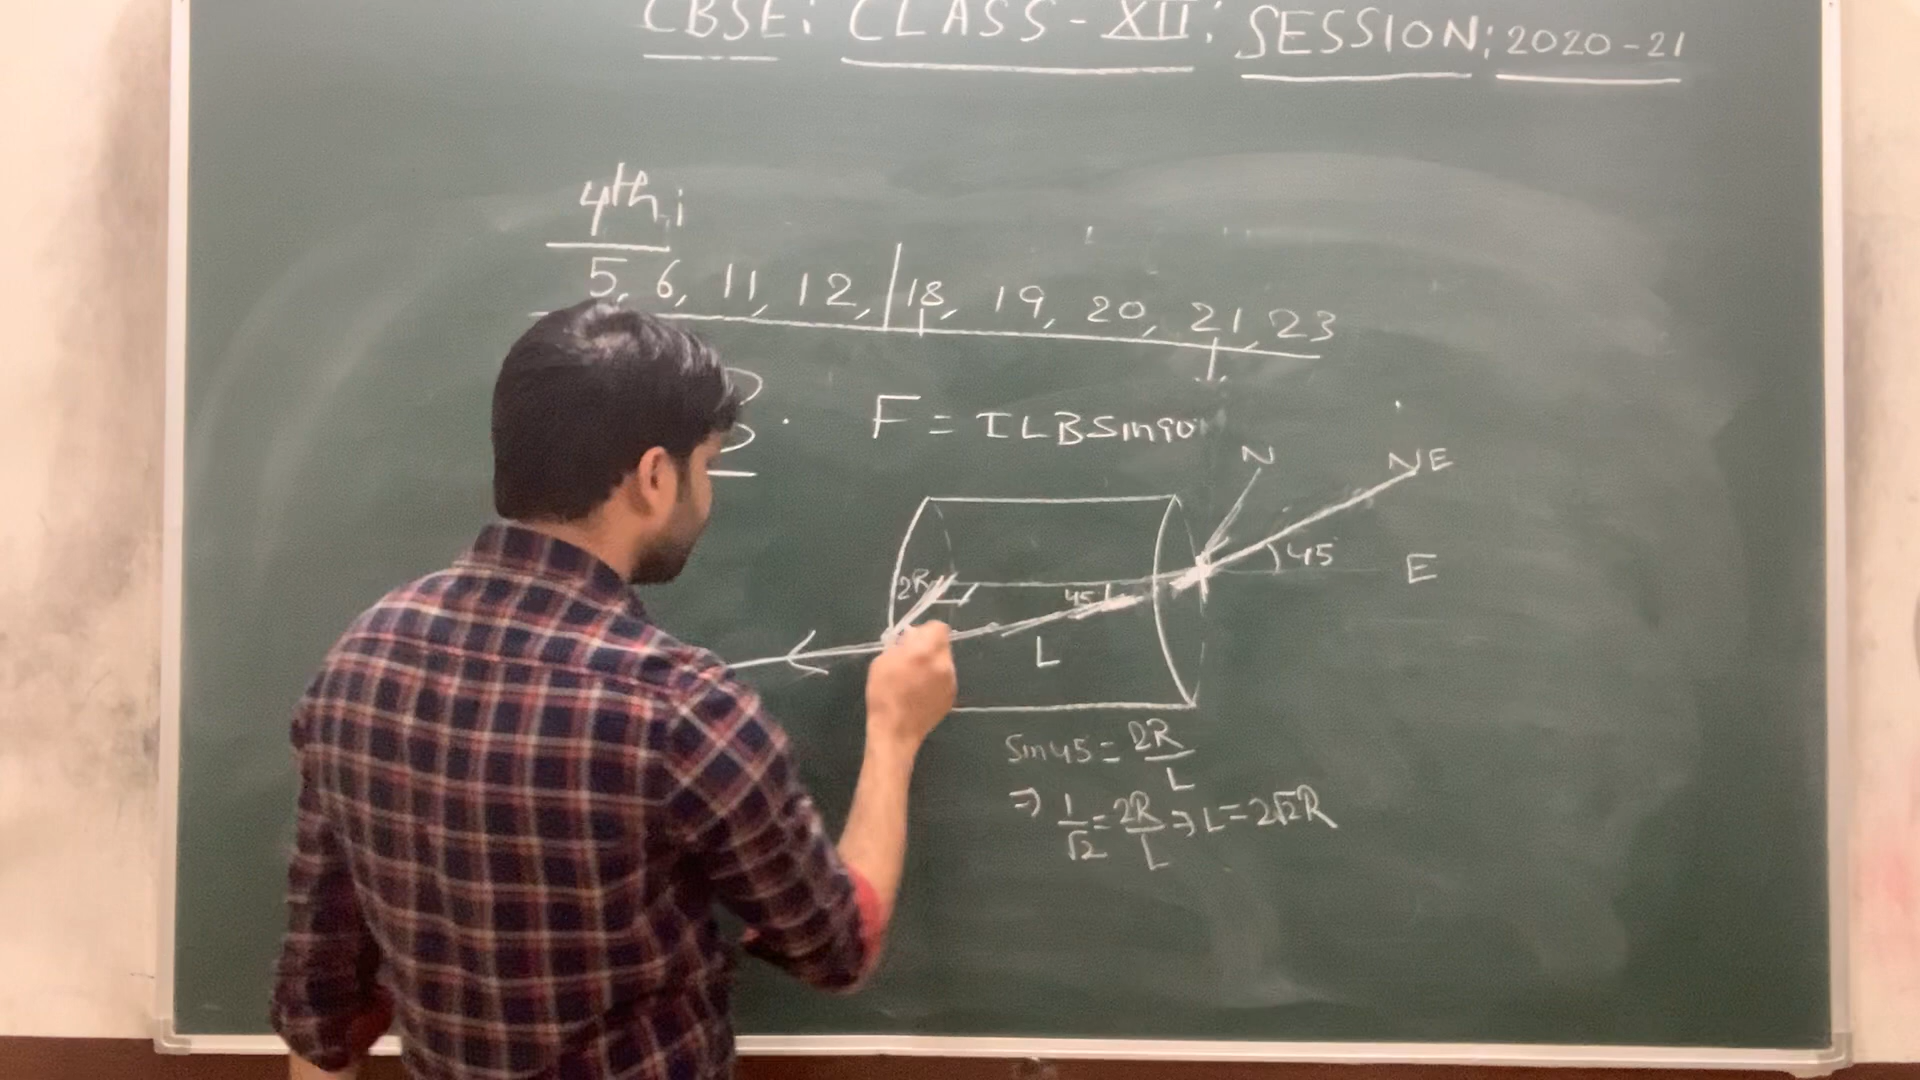 CBSE: CLASS-XII: SESSION: 2020-21
4th:
5, 6, 11, 12, 18, 19, 20, 21, 23
F = ILBSin90
N
NE
45
E
2R
45
L
Sin45 = 2R/L
⇒ 1/√2 = 2R/L ⇒ L = 2√2R